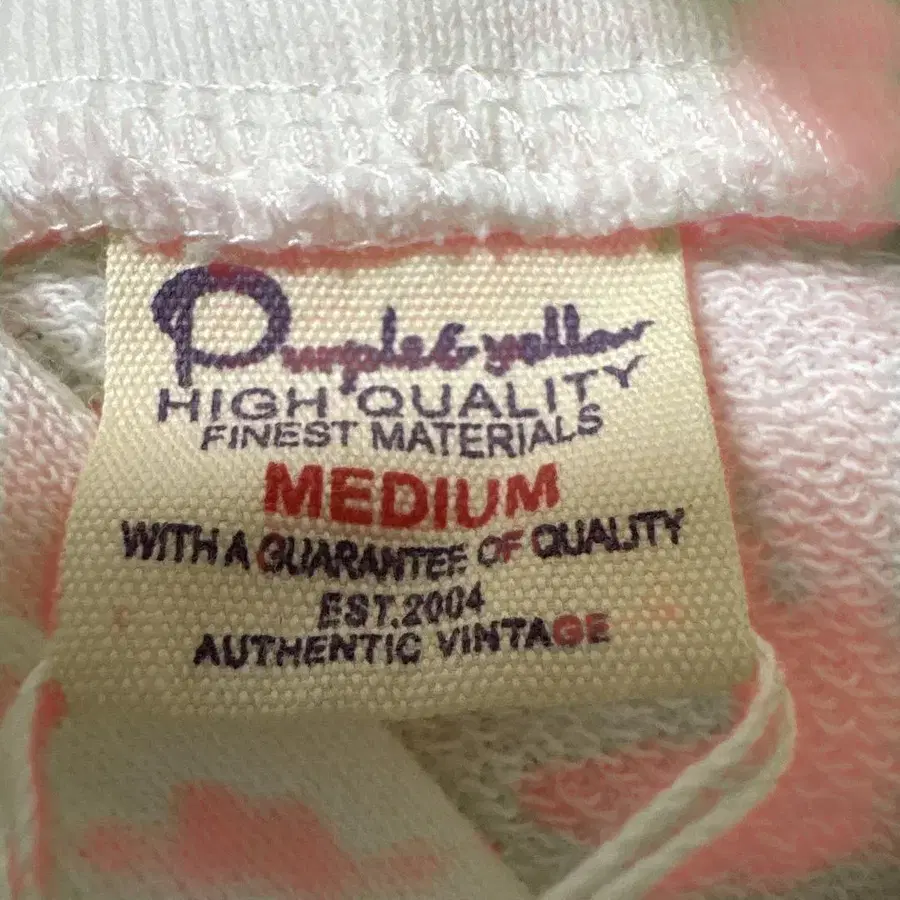 Purple & yellow
HIGH QUALITY
FINEST MATERIALS
MEDIUM
WITH A GUARANTEE OF QUALITY
EST.2004
AUTHENTIC VINTAGE